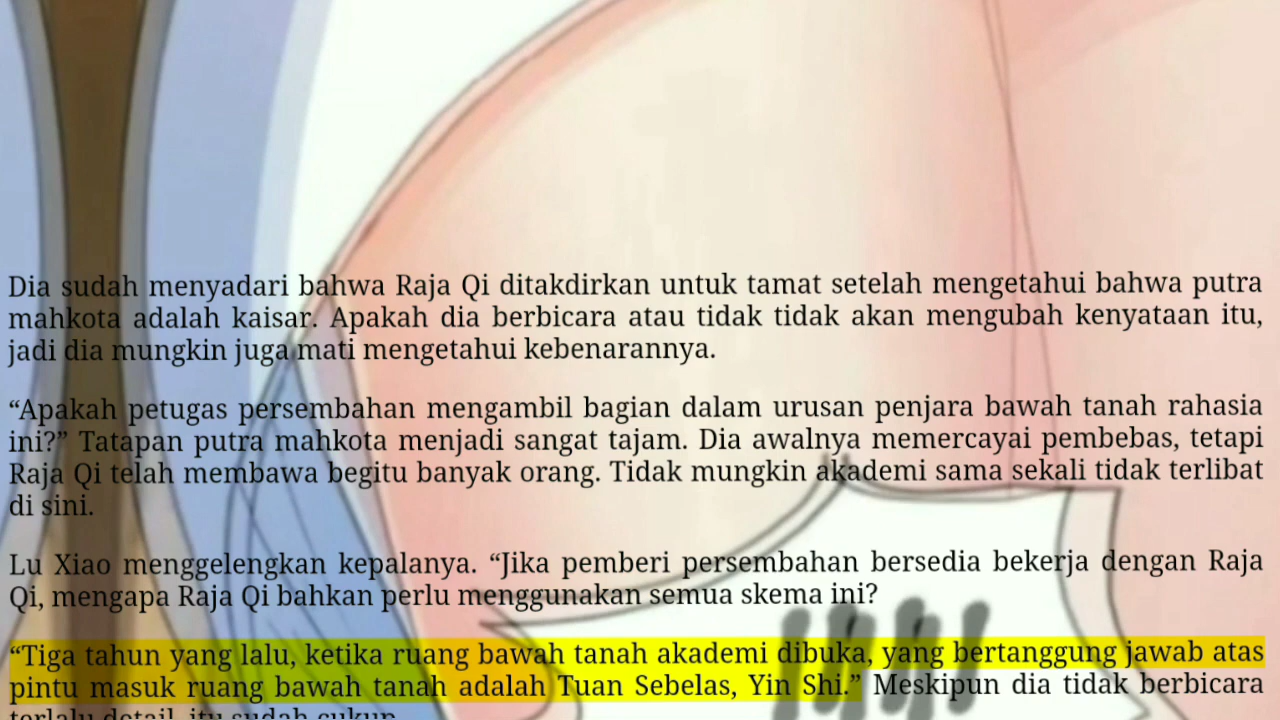 Dia sudah menyadari bahwa Raja Qi ditakdirkan untuk tamat setelah mengetahui bahwa putra
mahkota adalah kaisar. Apakah dia berbicara atau tidak tidak akan mengubah kenyataan itu,
jadi dia mungkin juga mati mengetahui kebenarannya.
“Apakah petugas persembahan mengambil bagian dalam urusan penjara bawah tanah rahasia
ini?” Tatapan putra mahkota menjadi sangat tajam. Dia awalnya memercayai pembebas, tetapi
Raja Qi telah membawa begitu banyak orang. Tidak mungkin akademi sama sekali tidak terlibat
di sini.
Lu Xiao menggelengkan kepalanya. “Jika pemberi persembahan bersedia bekerja dengan Raja
Qi, mengapa Raja Qi bahkan perlu menggunakan semua skema ini?
“Tiga tahun yang lalu, ketika ruang bawah tanah akademi dibuka, yang bertanggung jawab atas
pintu masuk ruang bawah tanah adalah Tuan Sebelas, Yin Shi.” Meskipun dia tidak berbicara
terlalu detail, itu sudah cukup.